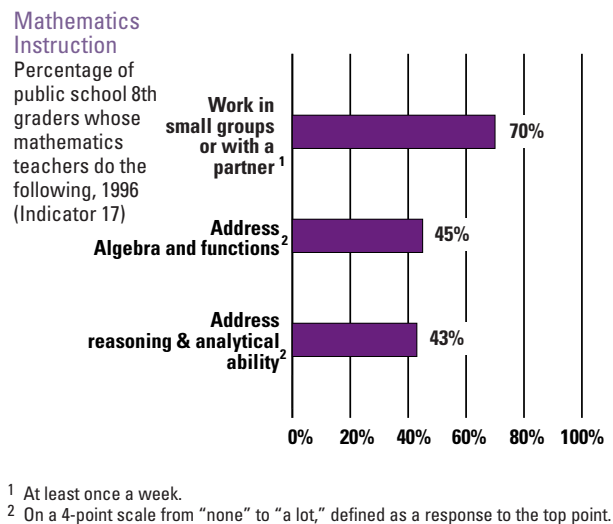 Mathematics
Instruction
Percentage of
public school 8th
graders whose
mathematics
teachers do the
following, 1996
(Indicator 17)
Work in
small groups
or with a
partner 1
70%
Address
Algebra and functions2
45%
Address
reasoning & analytical
ability2
43%
0% 20% 40% 60% 80% 100%
1 At least once a week.
2 On a 4-point scale from “none” to “a lot,” defined as a response to the top point.